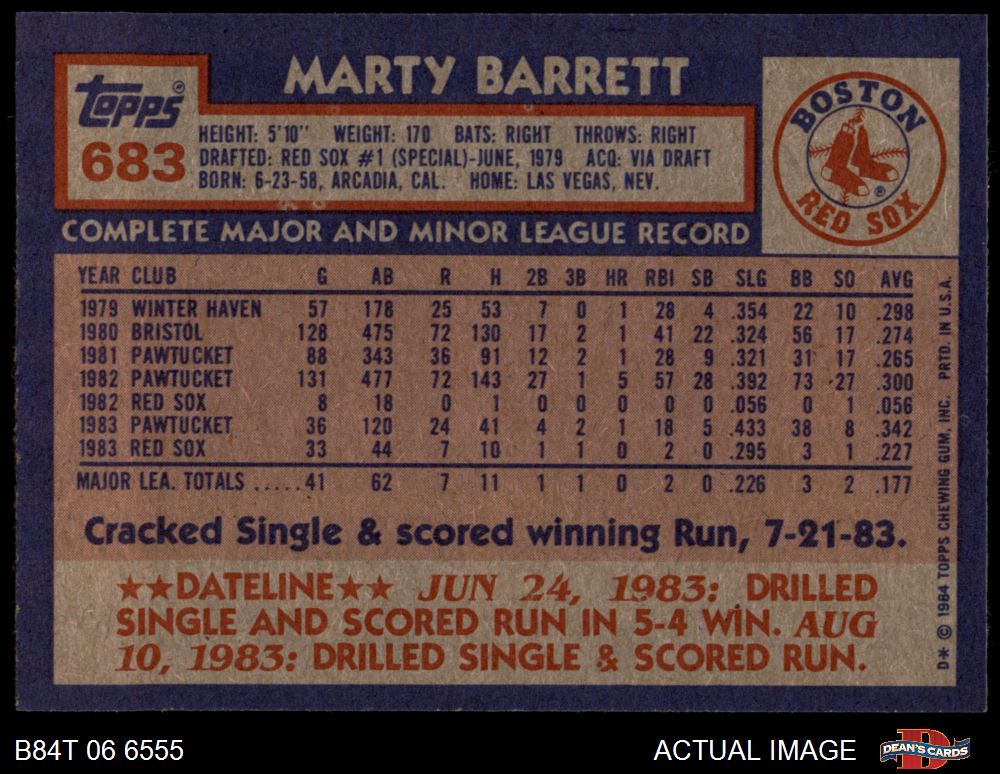 MARTY BARRETT
Topps®
683
HEIGHT: 5'10" WEIGHT: 170 BATS: RIGHT THROWS: RIGHT
DRAFTED: RED SOX #1 (SPECIAL)-JUNE, 1979 ACQ: VIA DRAFT
BORN: 6-23-58, ARCADIA, CAL. HOME: LAS VEGAS, NEV.
BOSTON
RED SOX
®
COMPLETE MAJOR AND MINOR LEAGUE RECORD
YEAR CLUB G AB R H 2B 3B HR RBI SB SLG BB SO AVG
1979 WINTER HAVEN 57 178 25 53 7 0 1 28 4 .354 22 10 .298
1980 BRISTOL 128 475 72 130 17 2 1 41 22 .324 56 17 .274
1981 PAWTUCKET 88 343 36 91 12 2 1 28 9 .321 31 17 .265
1982 PAWTUCKET 131 477 72 143 27 1 5 57 28 .392 73 27 .300
1982 RED SOX 8 18 0 1 0 0 0 0 0 .056 0 1 .056
1983 PAWTUCKET 36 120 24 41 4 2 1 18 5 .433 38 8 .342
1983 RED SOX 33 44 7 10 1 1 0 2 0 .295 3 1 .227
MAJOR LEA. TOTALS .....41 62 7 11 1 1 0 2 0 .226 3 2 .177
Cracked Single & scored winning Run, 7-21-83.
★★DATELINE★★ JUN 24, 1983: DRILLED
SINGLE AND SCORED RUN IN 5-4 WIN. AUG
10, 1983: DRILLED SINGLE & SCORED RUN.
D* © 1984 TOPPS CHEWING GUM, INC. PRTD. IN U.S.A.
B84T 06 6555
ACTUAL IMAGE
DEAN'S CARDS